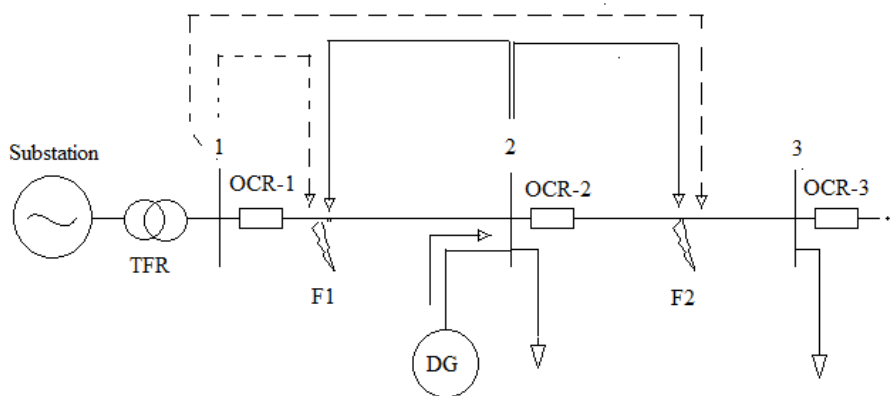 1
2
3
Substation
OCR-1
OCR-2
OCR-3
TFR
F1
F2
DG